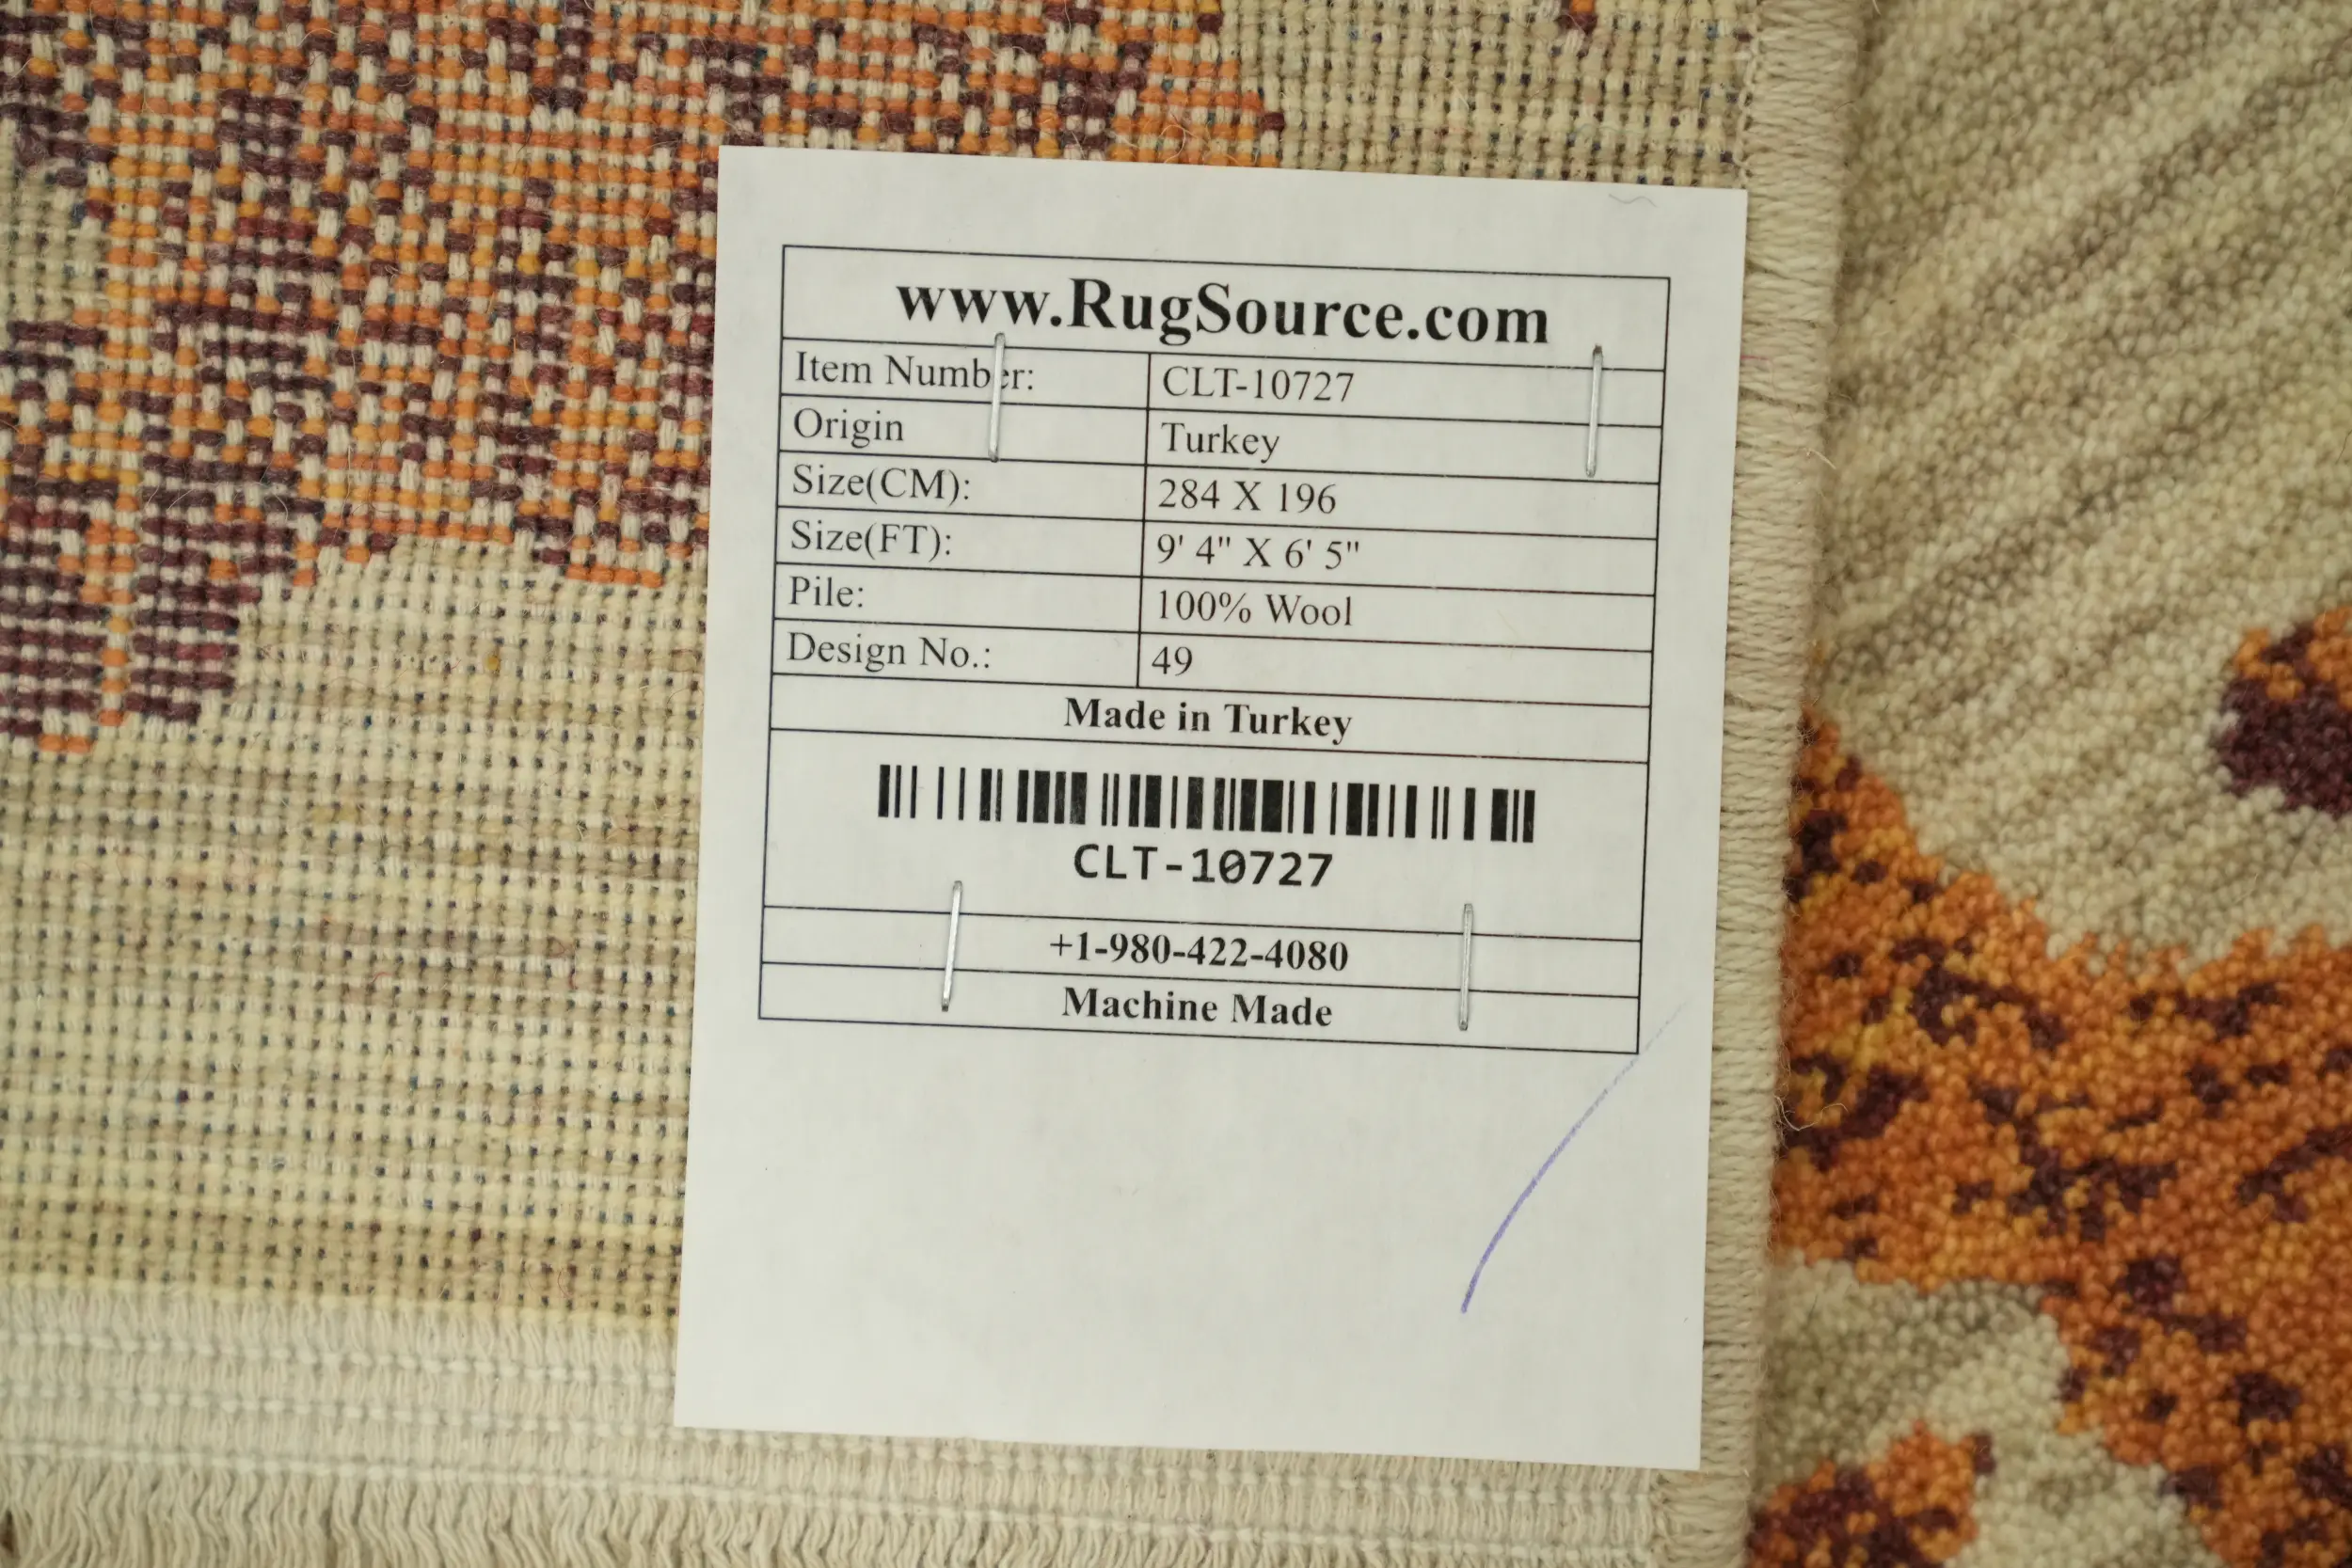 www.RugSource.com
Item Number: CLT-10727
Origin Turkey
Size(CM): 284 X 196
Size(FT): 9' 4" X 6' 5"
Pile: 100% Wool
Design No.: 49
Made in Turkey
CLT-10727
+1-980-422-4080
Machine Made